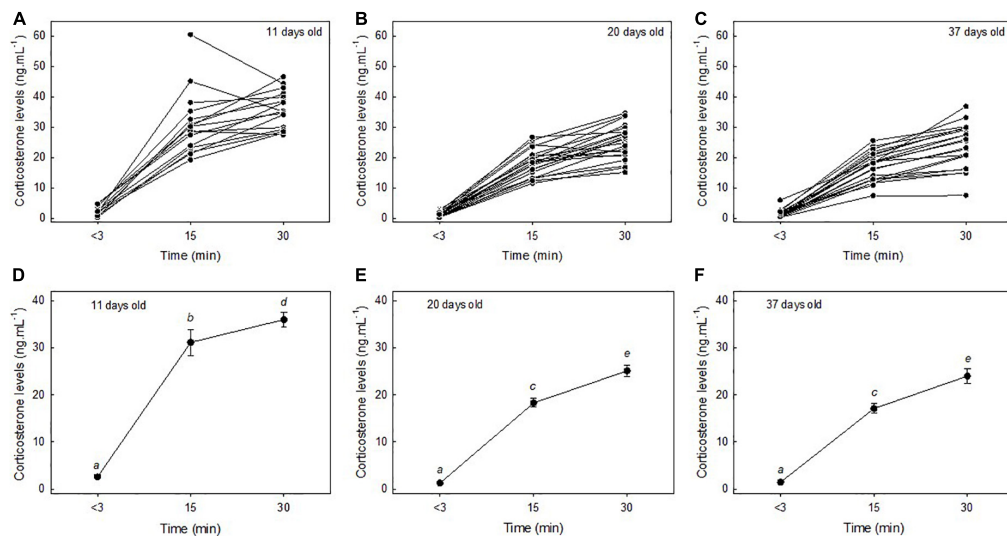 A
11 days old
Corticosterone levels (ng.mL-1)
60
50
40
30
20
10
0
<3
15
30
Time (min)
B
20 days old
Corticosterone levels (ng.mL-1)
60
50
40
30
20
10
0
<3
15
30
Time (min)
C
37 days old
Corticosterone levels (ng.mL-1)
60
50
40
30
20
10
0
<3
15
30
Time (min)
D
11 days old
Corticosterone levels (ng.mL-1)
40
30
20
10
0
a
b
d
<3
15
30
Time (min)
E
20 days old
Corticosterone levels (ng.mL-1)
40
30
20
10
0
a
c
e
<3
15
30
Time (min)
F
37 days old
Corticosterone levels (ng.mL-1)
40
30
20
10
0
a
c
e
<3
15
30
Time (min)